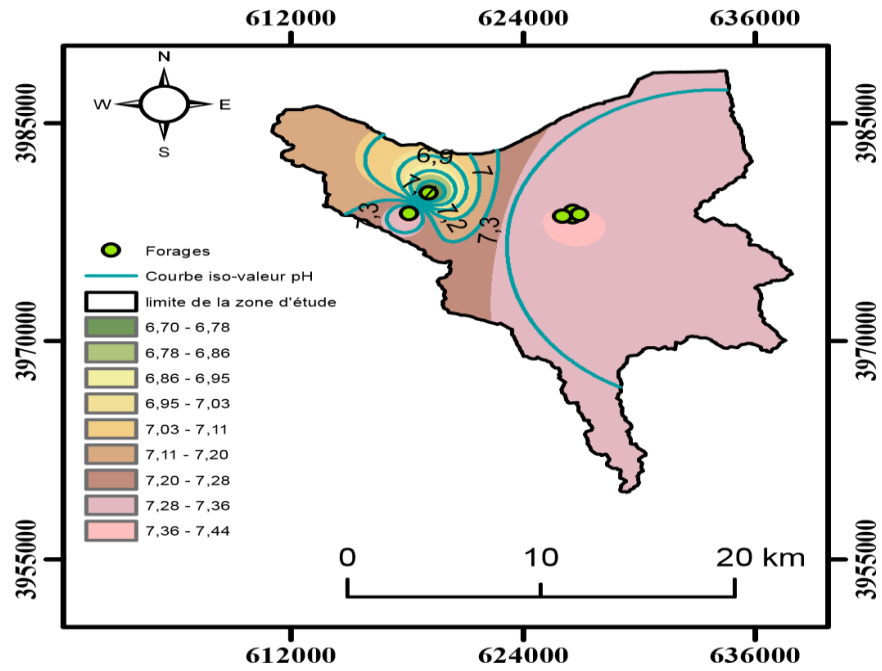 612000 624000 636000
N
W E
S
3985000 3985000
6,9
7
7,
7,2
7,3
7,3
Forages
Courbe iso-valeur pH
limite de la zone d'étude
6,70 - 6,78
6,78 - 6,86
6,86 - 6,95
6,95 - 7,03
7,03 - 7,11
7,11 - 7,20
7,20 - 7,28
7,28 - 7,36
7,36 - 7,44
3970000 3970000
0 10 20 km
3955000 3955000
612000 624000 636000